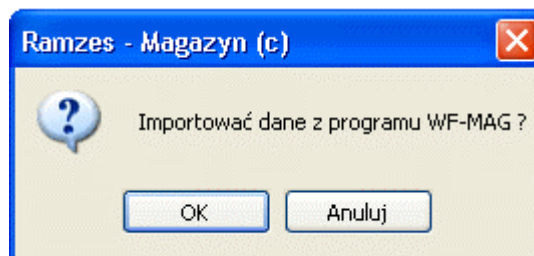 Ramzes - Magazyn (c)
Importować dane z programu WF-MAG ?
OK Anuluj